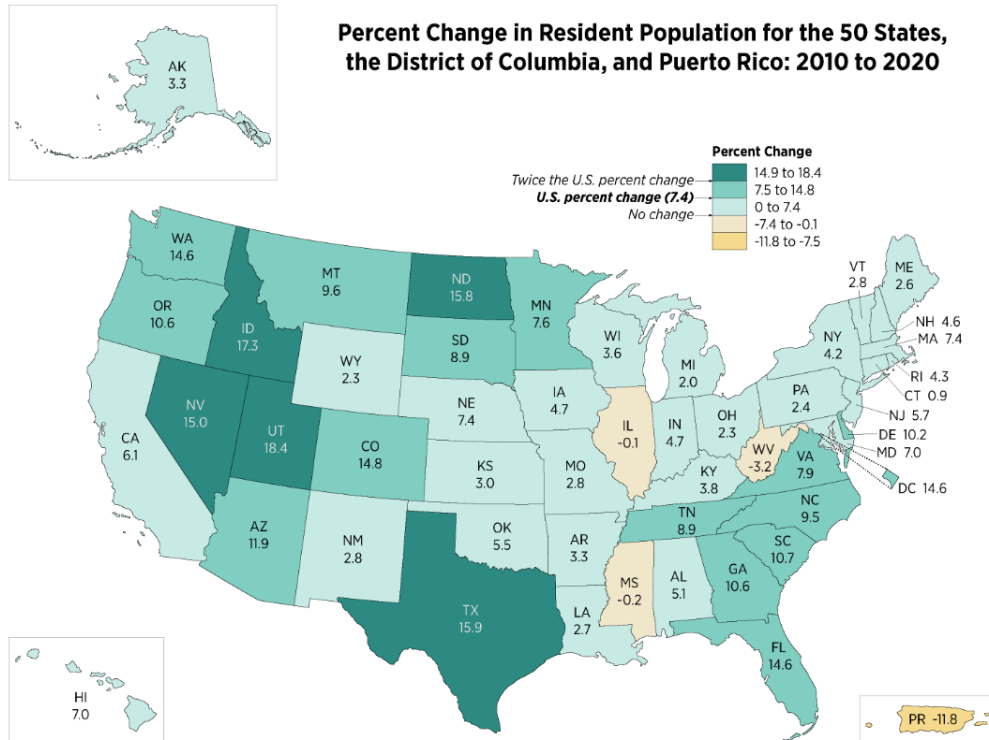 Percent Change in Resident Population for the 50 States,
the District of Columbia, and Puerto Rico: 2010 to 2020
AK
3.3
Percent Change
14.9 to 18.4
Twice the U.S. percent change
7.5 to 14.8
U.S. percent change (7.4)
0 to 7.4
No change
-7.4 to -0.1
-11.8 to -7.5
WA
14.6
OR
10.6
CA
6.1
NV
15.0
ID
17.3
MT
9.6
WY
2.3
UT
18.4
AZ
11.9
CO
14.8
NM
2.8
ND
15.8
SD
8.9
NE
7.4
KS
3.0
OK
5.5
TX
15.9
MN
7.6
IA
4.7
MO
2.8
AR
3.3
LA
2.7
WI
3.6
IL
-0.1
MS
-0.2
MI
2.0
IN
4.7
OH
2.3
KY
3.8
TN
8.9
AL
5.1
GA
10.6
FL
14.6
SC
10.7
NC
9.5
VA
7.9
WV
-3.2
PA
2.4
NY
4.2
VT
2.8
ME
2.6
NH 4.6
MA 7.4
RI 4.3
CT 0.9
NJ 5.7
DE 10.2
MD 7.0
DC 14.6
HI
7.0
PR -11.8